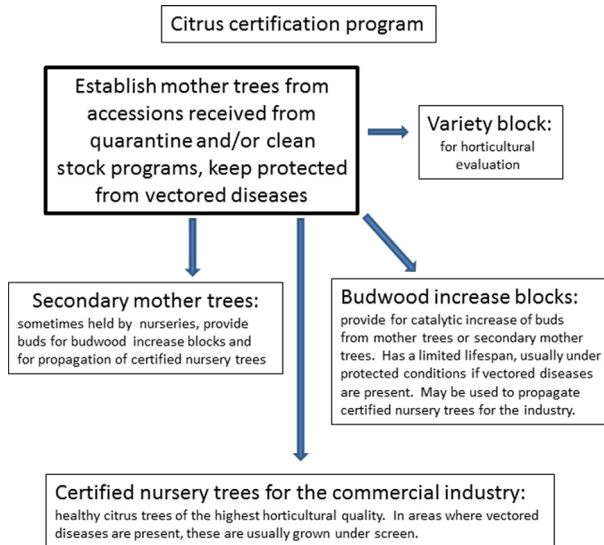 Citrus certification program
Establish mother trees from
accessions received from
quarantine and/or clean
stock programs, keep protected
from vectored diseases
Variety block:
for horticultural
evaluation
Secondary mother trees:
sometimes held by nurseries, provide
buds for budwood increase blocks and
for propagation of certified nursery trees
Budwood increase blocks:
provide for catalytic increase of buds
from mother trees or secondary mother
trees. Has a limited lifespan, usually under
protected conditions if vectored diseases
are present. May be used to propagate
certified nursery trees for the industry.
Certified nursery trees for the commercial industry:
healthy citrus trees of the highest horticultural quality. In areas where vectored
diseases are present, these are usually grown under screen.